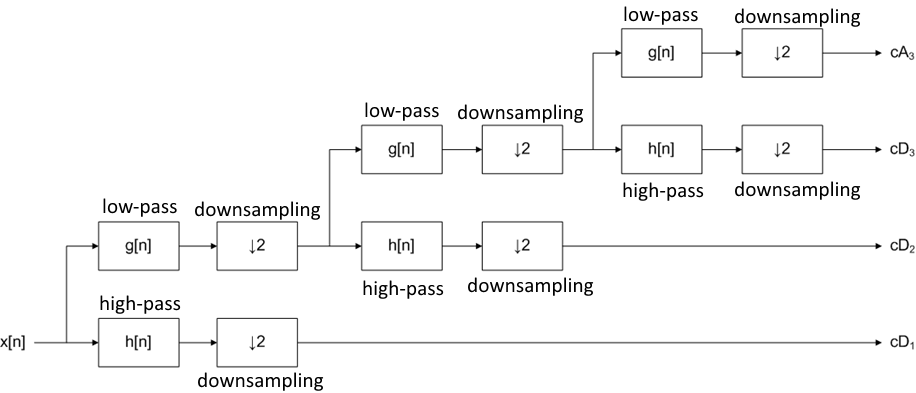 low-pass downsampling
g[n] ↓2 cA3
low-pass downsampling
g[n] ↓2 h[n] ↓2 cD3
high-pass downsampling
low-pass downsampling
g[n] ↓2 h[n] ↓2 cD2
high-pass downsampling
high-pass
x[n] h[n] ↓2 cD1
downsampling